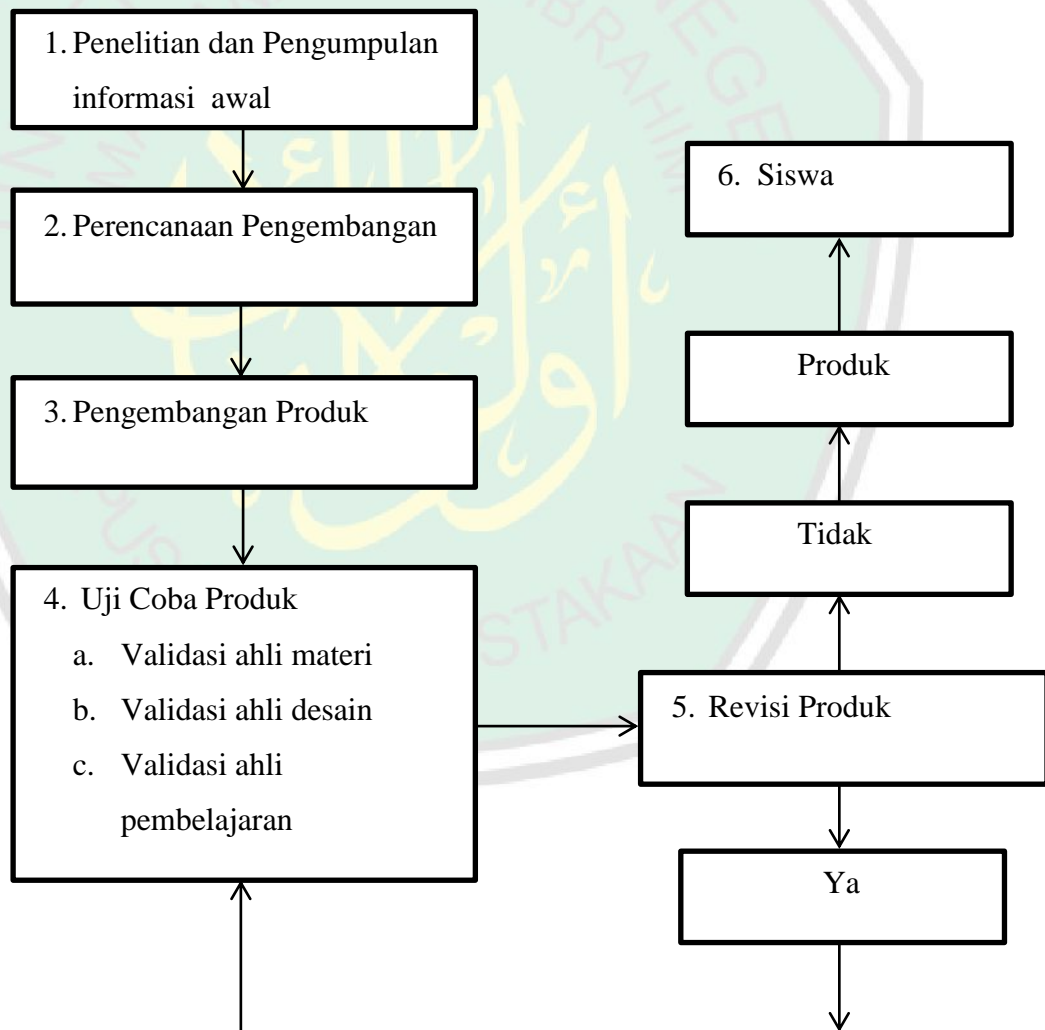 1. Penelitian dan Pengumpulan
informasi awal
2. Perencanaan Pengembangan
3. Pengembangan Produk
4. Uji Coba Produk
a. Validasi ahli materi
b. Validasi ahli desain
c. Validasi ahli
pembelajaran
5. Revisi Produk
Ya
Tidak
Produk
6. Siswa